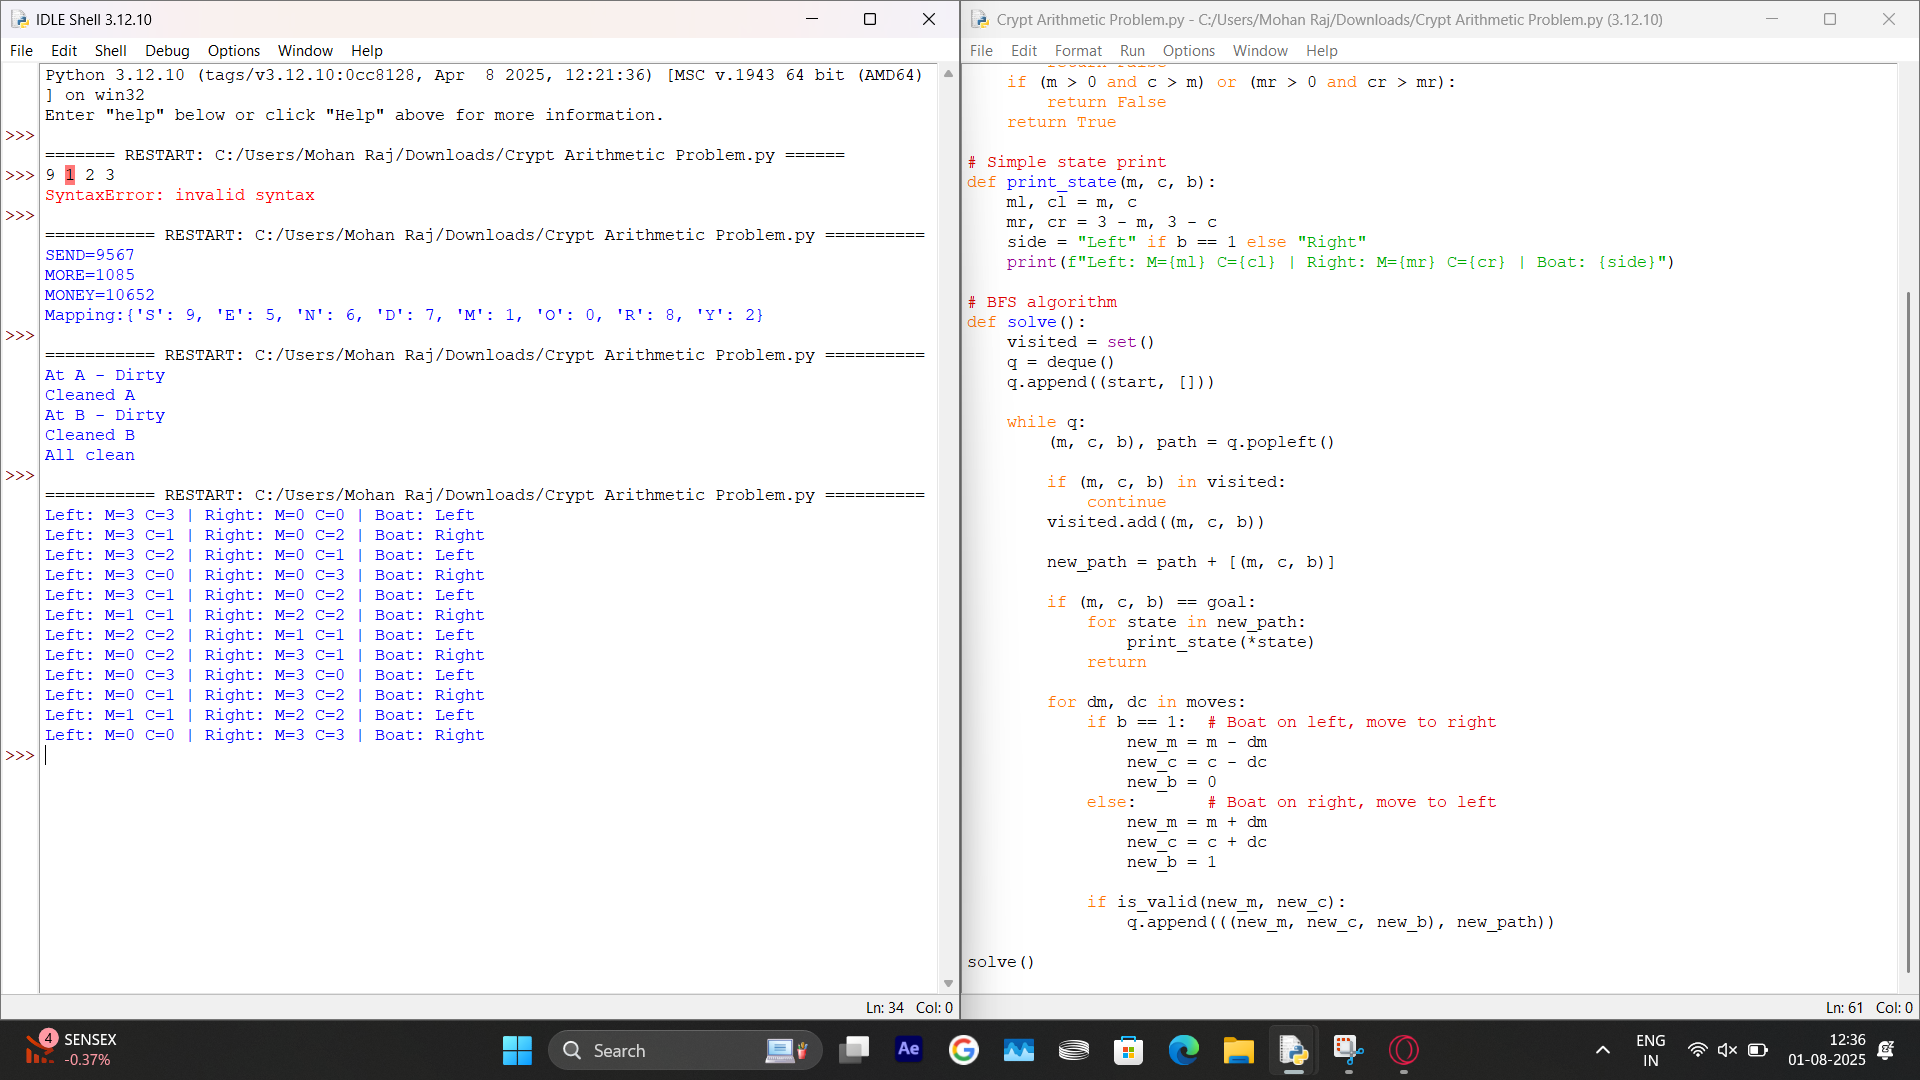 IDLE Shell 3.12.10
File Edit Shell Debug Options Window Help
Python 3.12.10 (tags/v3.12.10:0cc8128, Apr  8 2025, 12:21:36) [MSC v.1943 64 bit (AMD64)
] on win32
Enter "help" below or click "Help" above for more information.
>>>
======= RESTART: C:/Users/Mohan Raj/Downloads/Crypt Arithmetic Problem.py ======
>>> 9 1 2 3
SyntaxError: invalid syntax
>>>
=========== RESTART: C:/Users/Mohan Raj/Downloads/Crypt Arithmetic Problem.py ==========
SEND=9567
MORE=1085
MONEY=10652
Mapping:{'S': 9, 'E': 5, 'N': 6, 'D': 7, 'M': 1, 'O': 0, 'R': 8, 'Y': 2}
>>>
=========== RESTART: C:/Users/Mohan Raj/Downloads/Crypt Arithmetic Problem.py ==========
At A - Dirty
Cleaned A
At B - Dirty
Cleaned B
All clean
>>>
=========== RESTART: C:/Users/Mohan Raj/Downloads/Crypt Arithmetic Problem.py ==========
Left: M=3 C=3 | Right: M=0 C=0 | Boat: Left
Left: M=3 C=1 | Right: M=0 C=2 | Boat: Right
Left: M=3 C=2 | Right: M=0 C=1 | Boat: Left
Left: M=3 C=0 | Right: M=0 C=3 | Boat: Right
Left: M=3 C=1 | Right: M=0 C=2 | Boat: Left
Left: M=1 C=1 | Right: M=2 C=2 | Boat: Right
Left: M=2 C=2 | Right: M=1 C=1 | Boat: Left
Left: M=0 C=2 | Right: M=3 C=1 | Boat: Right
Left: M=0 C=3 | Right: M=3 C=0 | Boat: Left
Left: M=0 C=1 | Right: M=3 C=2 | Boat: Right
Left: M=1 C=1 | Right: M=2 C=2 | Boat: Left
Left: M=0 C=0 | Right: M=3 C=3 | Boat: Right
>>>
Ln: 34 Col: 0
Crypt Arithmetic Problem.py - C:/Users/Mohan Raj/Downloads/Crypt Arithmetic Problem.py (3.12.10)
File Edit Format Run Options Window Help
        return False
    if (m > 0 and c > m) or (mr > 0 and cr > mr):
        return False
    return True
# Simple state print
def print_state(m, c, b):
    ml, cl = m, c
    mr, cr = 3 - m, 3 - c
    side = "Left" if b == 1 else "Right"
    print(f"Left: M={ml} C={cl} | Right: M={mr} C={cr} | Boat: {side}")
# BFS algorithm
def solve():
    visited = set()
    q = deque()
    q.append((start, []))
    while q:
        (m, c, b), path = q.popleft()
        if (m, c, b) in visited:
            continue
        visited.add((m, c, b))
        new_path = path + [(m, c, b)]
        if (m, c, b) == goal:
            for state in new_path:
                print_state(*state)
            return
        for dm, dc in moves:
            if b == 1:  # Boat on left, move to right
                new_m = m - dm
                new_c = c - dc
                new_b = 0
            else:       # Boat on right, move to left
                new_m = m + dm
                new_c = c + dc
                new_b = 1
            if is_valid(new_m, new_c):
                q.append(((new_m, new_c, new_b), new_path))
solve()
Ln: 61 Col: 0
4
SENSEX
-0.37%
Search
Ae
ENG
IN
12:36
01-08-2025